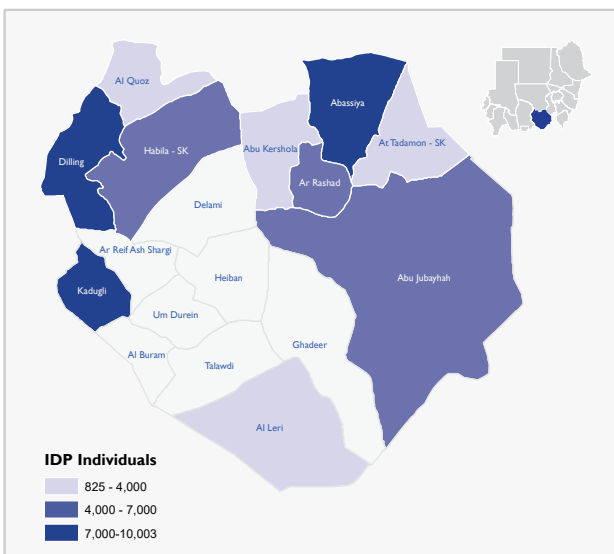 Al Quoz
Abassiya
Habila - SK
Abu Kershola
At Tadamon - SK
Dilling
Ar Rashad
Delami
Ar Reif Ash Shargi
Heiban
Abu Jubayhah
Kadugli
Um Durein
Al Buram
Ghadeer
Talawdi
Al Leri
IDP Individuals
825 - 4,000
4,000 - 7,000
7,000-10,003